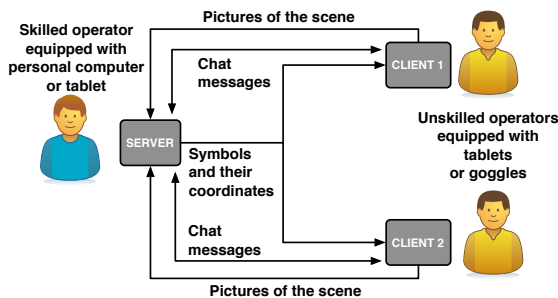 Pictures of the scene
Skilled operator
equipped with
personal computer
or tablet
Chat
messages
CLIENT 1
SERVER
Symbols
and their
coordinates
Unskilled operators
equipped with
tablets
or goggles
Chat
messages
CLIENT 2
Pictures of the scene